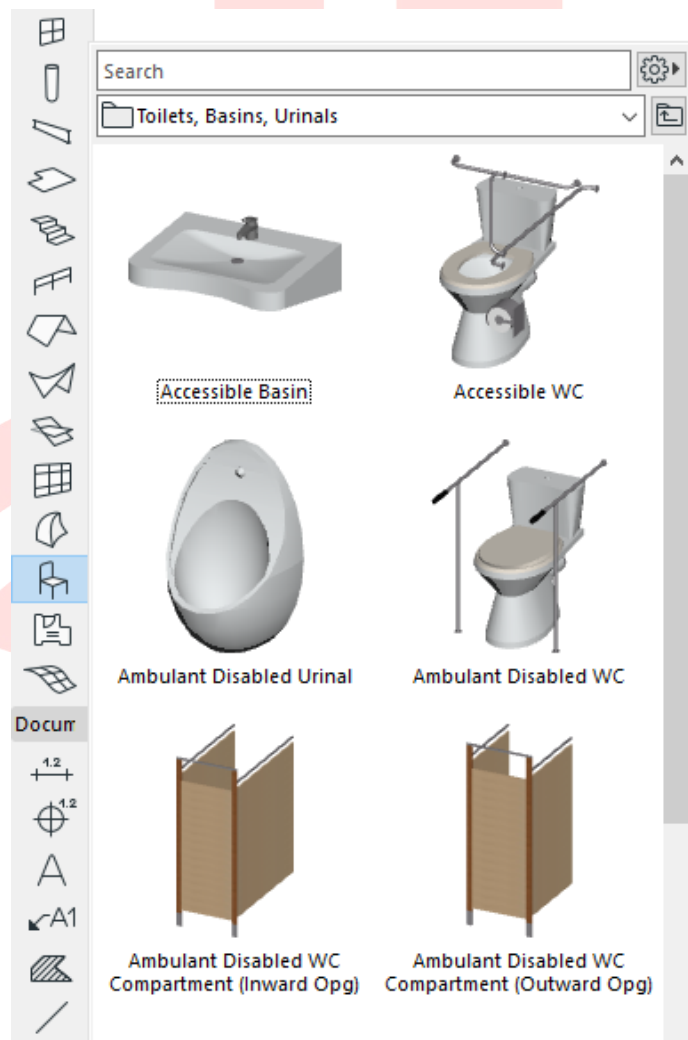 Search
Toilets, Basins, Urinals
Accessible Basin
Accessible WC
Ambulant Disabled Urinal
Ambulant Disabled WC
Ambulant Disabled WC
Compartment (Inward Opg)
Ambulant Disabled WC
Compartment (Outward Opg)
Docum
1.2
1.2
A
A1